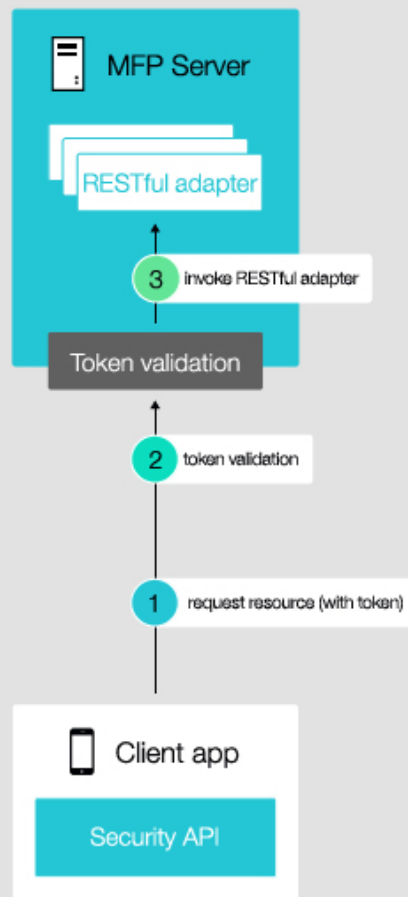 MFP Server
RESTful adapter
3 invoke RESTful adapter
Token validation
2 token validation
1 request resource (with token)
Client app
Security API